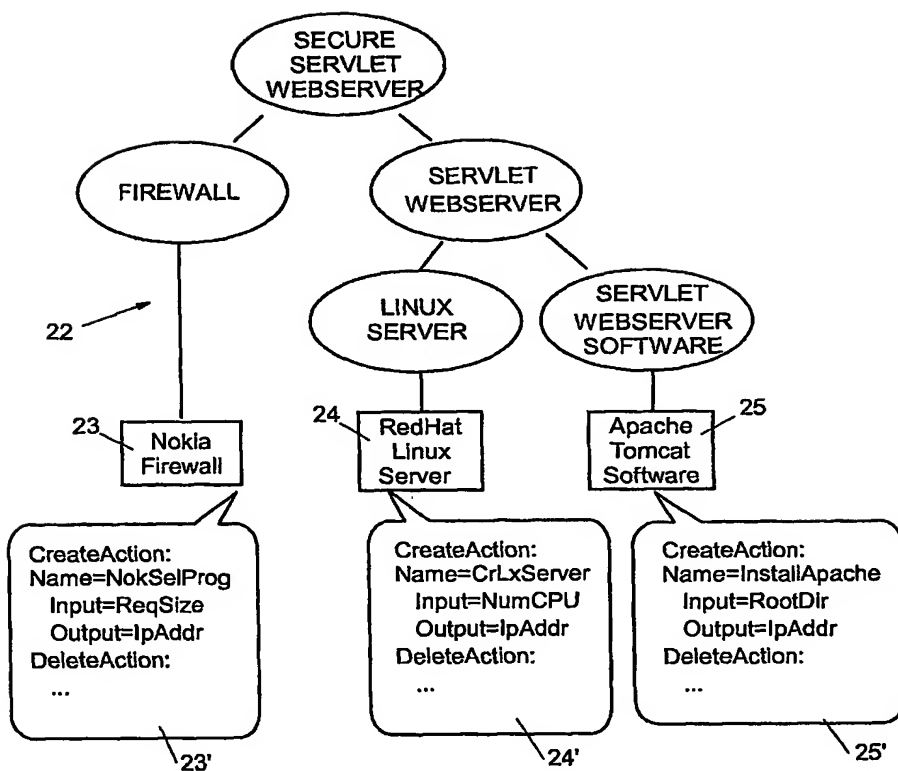 SECURE
SERVLET
WEBSERVER
FIREWALL
SERVLET
WEBSERVER
22
LINUX
SERVER
SERVLET
WEBSERVER
SOFTWARE
23
Nokia
Firewall
24
RedHat
Linux
Server
25
Apache
Tomcat
Software
CreateAction:
Name=NokSelProg
Input=ReqSize
Output=IpAddr
DeleteAction:
...
23'
CreateAction:
Name=CrLxServer
Input=NumCPU
Output=IpAddr
DeleteAction:
...
24'
CreateAction:
Name=InstallApache
Input=RootDir
Output=IpAddr
DeleteAction:
...
25'